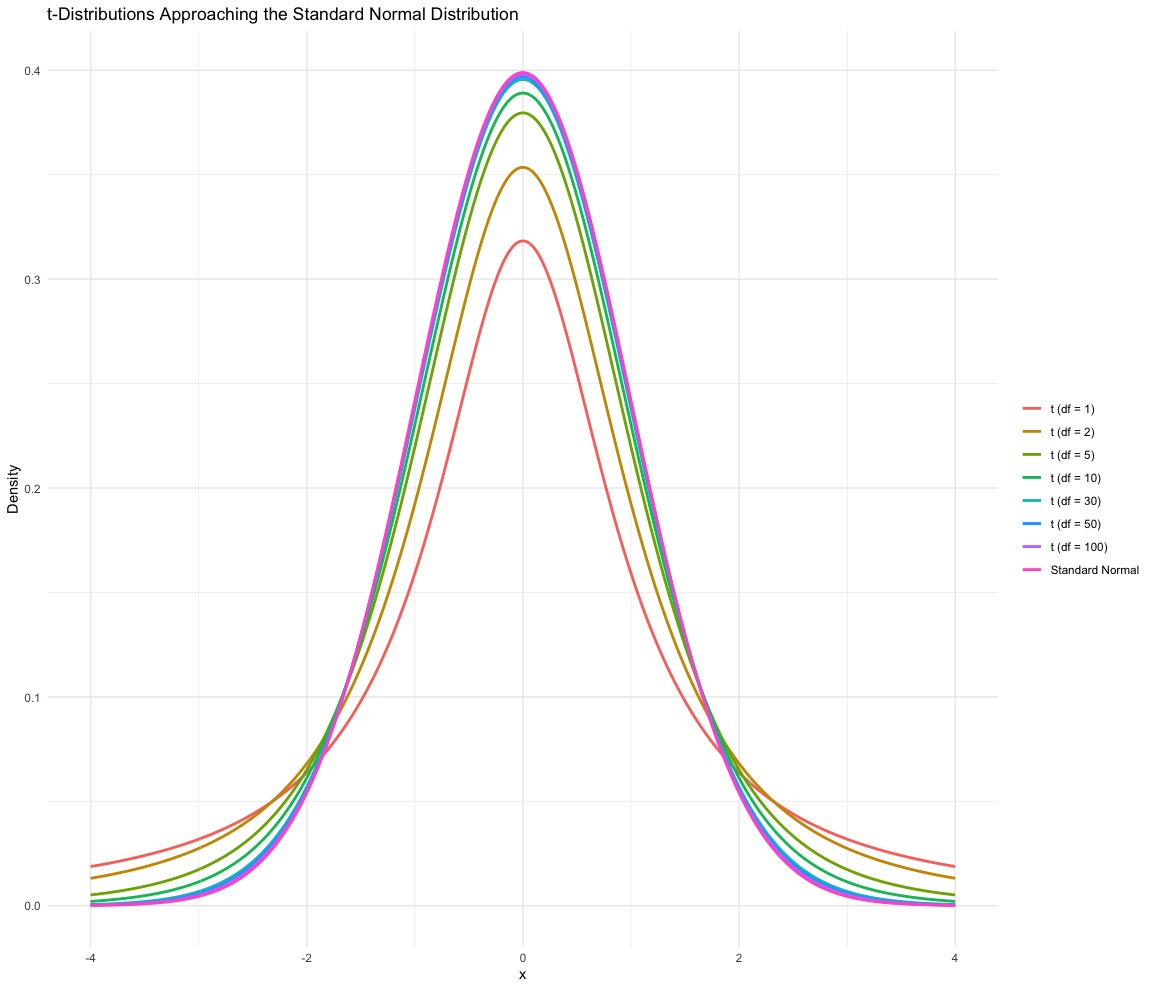 t-Distributions Approaching the Standard Normal Distribution
0.4
0.3
0.2
0.1
0.0
Density
-4 -2 0 2 4
x
t (df = 1)
t (df = 2)
t (df = 5)
t (df = 10)
t (df = 30)
t (df = 50)
t (df = 100)
Standard Normal